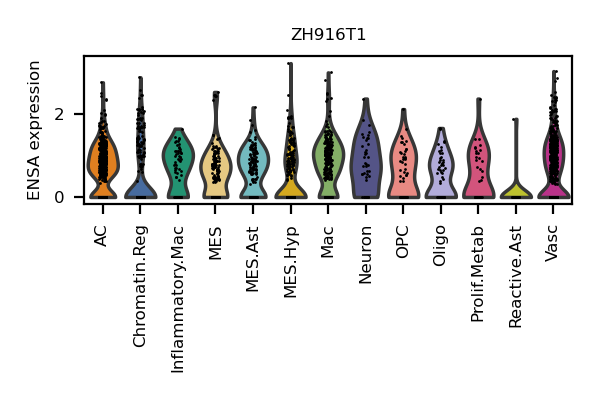 ZH916T1
ENSA expression
2
0
AC
Chromatin.Reg
Inflammatory.Mac
MES
MES.Ast
MES.Hyp
Mac
Neuron
OPC
Oligo
Prolif.Metab
Reactive.Ast
Vasc